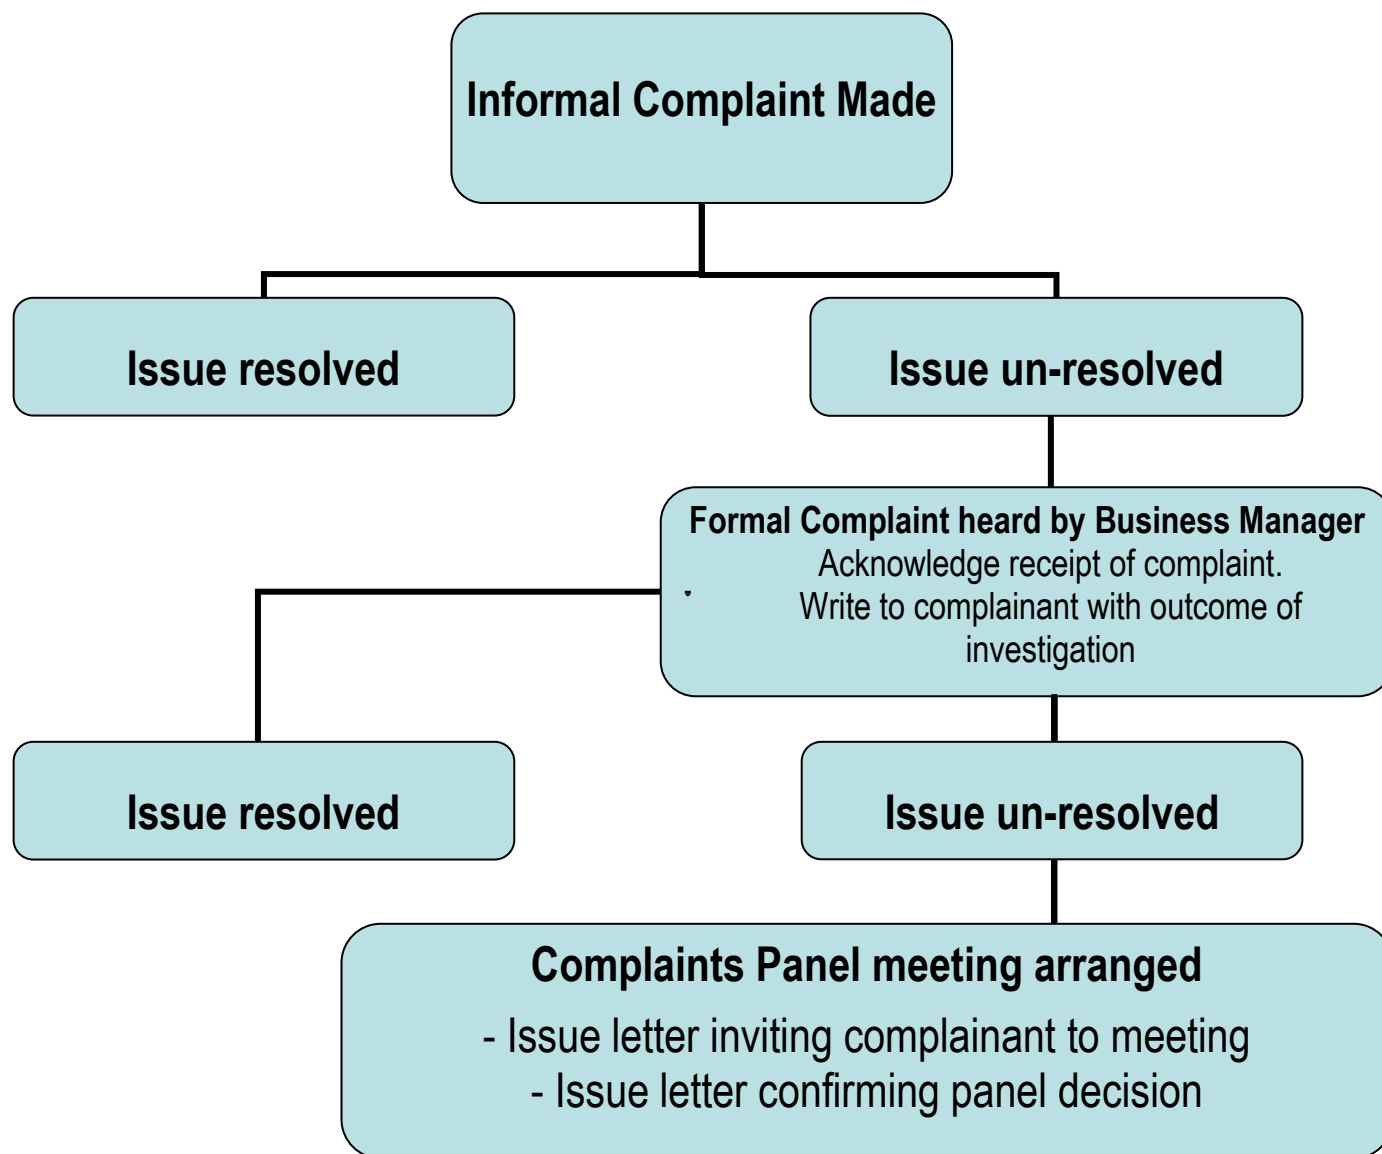 Informal Complaint Made
Issue resolved
Issue un-resolved
Formal Complaint heard by Business Manager
Acknowledge receipt of complaint.
Write to complainant with outcome of
investigation
Issue resolved
Issue un-resolved
Complaints Panel meeting arranged
- Issue letter inviting complainant to meeting
- Issue letter confirming panel decision